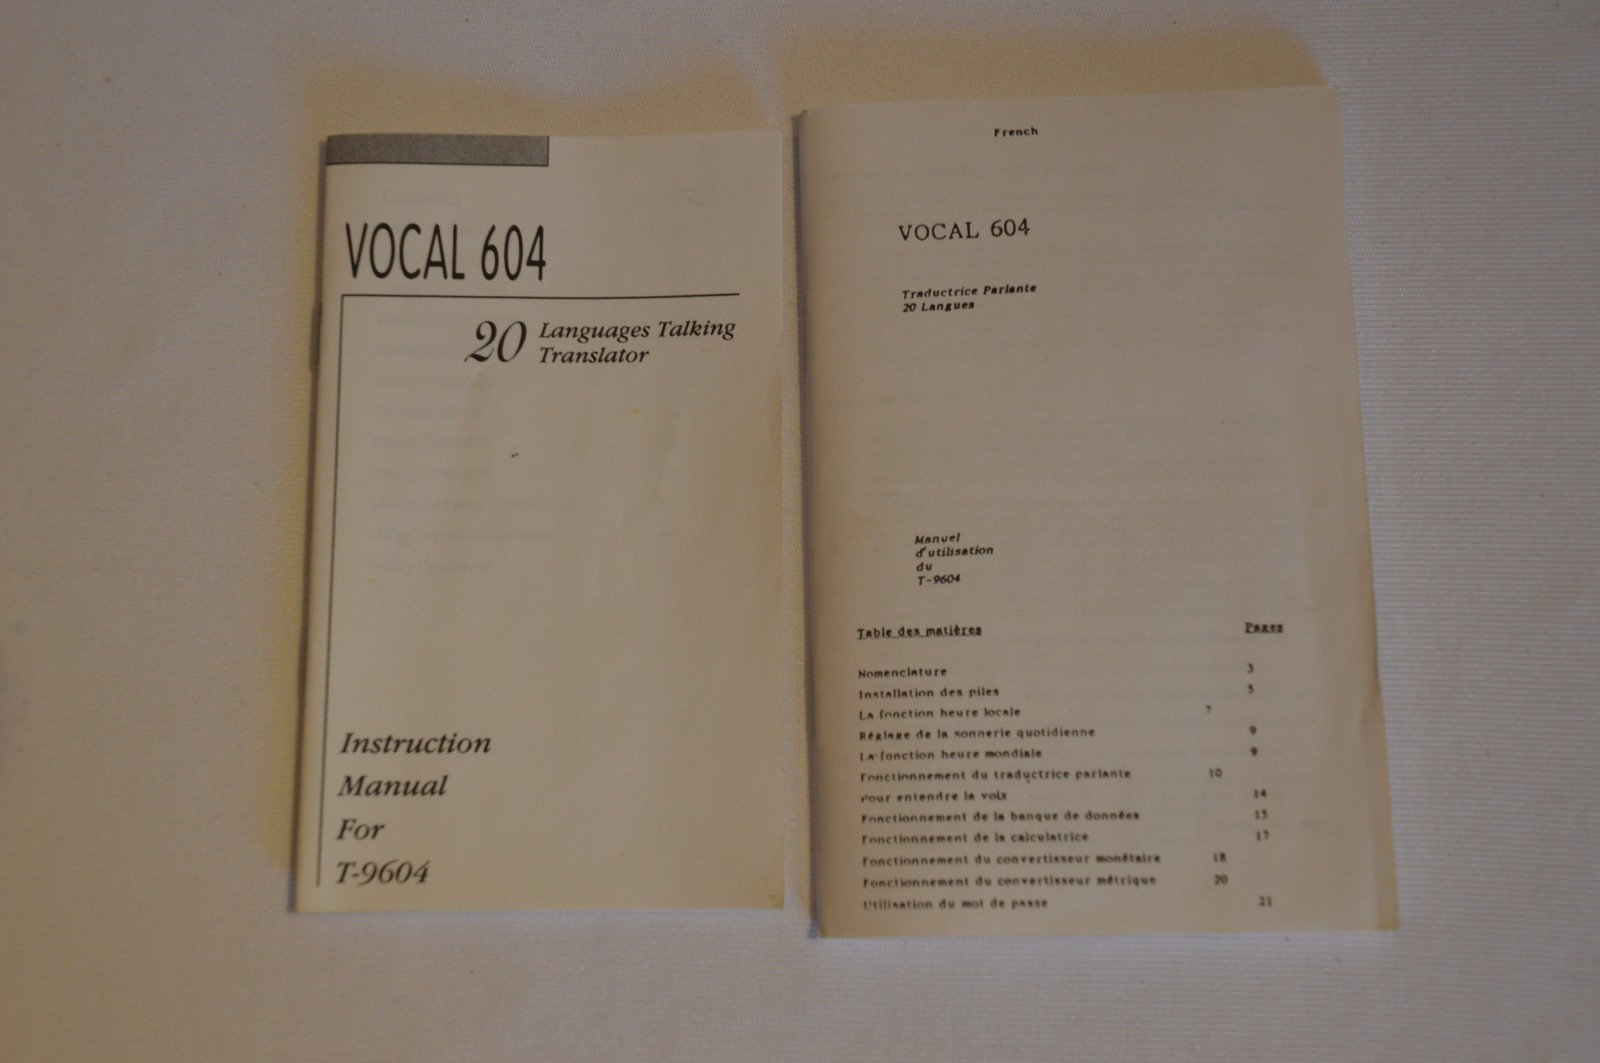 VOCAL 604
20 Languages Talking
Translator
Instruction
Manual
For
T-9604
French
VOCAL 604
Traductrice Parlante
20 Langues
Manuel
d'utilisation
du
T-9604
Table des matières Pages
Nomenclature 3
Installation des piles 5
La fonction heure locale 7
Réglage de la sonnerie quotidienne 9
La fonction heure mondiale 9
Fonctionnement du traductrice parlante 10
Pour entendre la voix 14
Fonctionnement de la banque de données 15
Fonctionnement de la calculatrice 17
Fonctionnement du convertisseur monétaire 18
Fonctionnement du convertisseur métrique 20
Utilisation du mot de passe 21